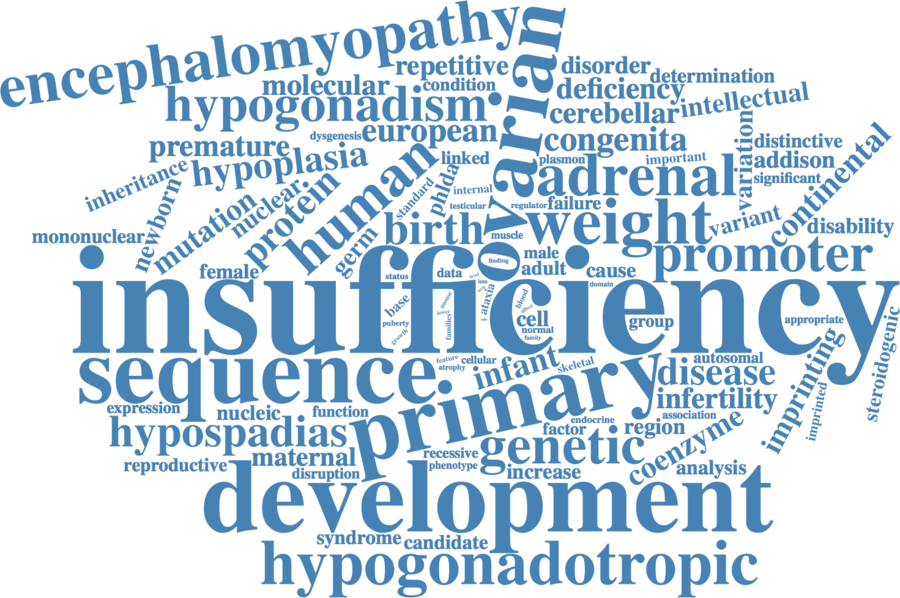 encephalomyopathy
ovarian
repetitive
disorder
molecular
condition
deficiency
determination
hypogonadism
intellectual
cerebellar
european
dysgenesis
premature
congenita
variation
distinctive
hypoplasia
linked
plasmon
important
addison
continental
inheritance
nuclear
protein
human
standard
phlda
internal
adrenal
significant
newborn
mutation
testicular
regulator
failure
weight
variant
disability
mononuclear
germ
birth
muscle
male
promoter
female
status
data
finding
adult
cause
insufficiency
level
loss
domain
base
mouse
ataxia
blood
affect
puberty
growth
fewer
families
cell
normal
family
group
appropriate
steroidogenic
sequence
feature
atrophy
cellular
infant
skeletal
primary
autosomal
disease
imprinting
imprinted
infertility
expression
nucleic
function
endocrine
association
hypospadias
factor
region
coenzyme
maternal
recessive
genetic
reproductive
disruption
phenotype
increase
analysis
development
syndrome
candidate
hypogonadotropic